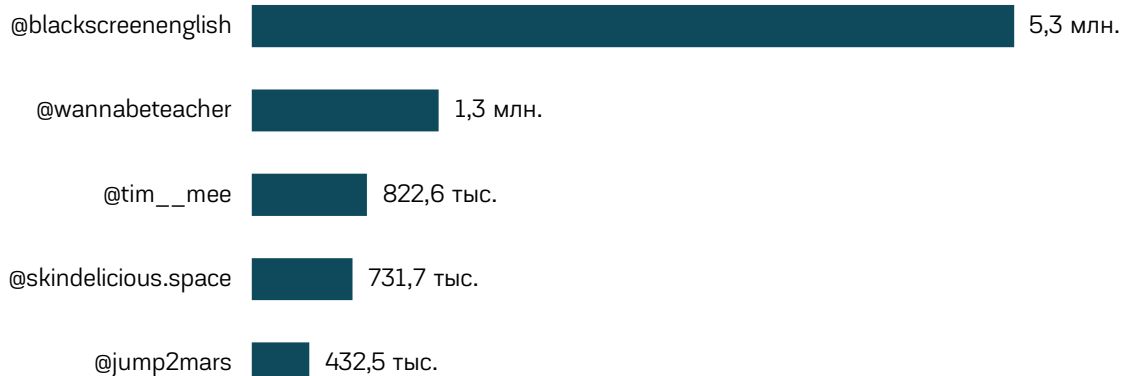 @blackscreenenglish 5,3 млн.
@wannabeteacher 1,3 млн.
@tim__mee 822,6 тыс.
@skindelicious.space 731,7 тыс.
@jump2mars 432,5 тыс.